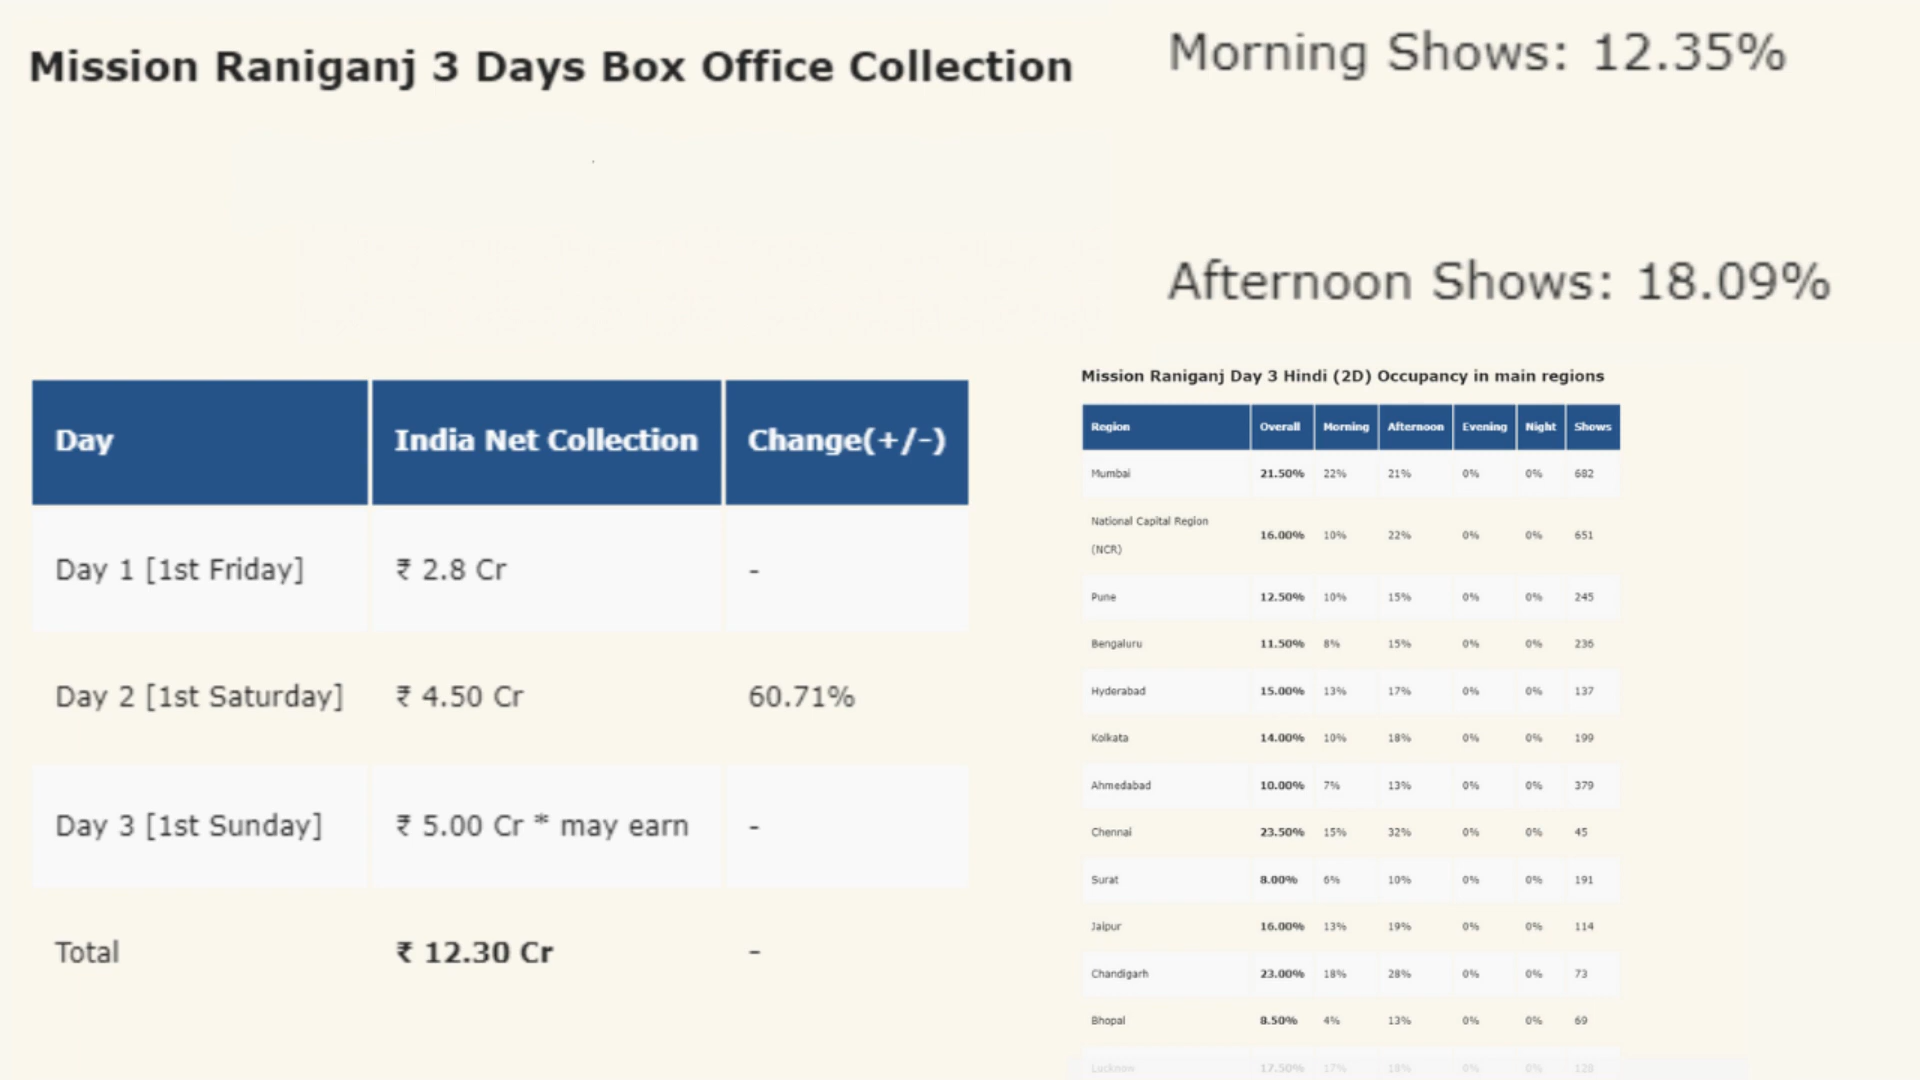 Mission Raniganj 3 Days Box Office Collection
Morning Shows: 12.35%
Afternoon Shows: 18.09%
Day India Net Collection Change(+/-)
Day 1 [1st Friday] ₹ 2.8 Cr -
Day 2 [1st Saturday] ₹ 4.50 Cr 60.71%
Day 3 [1st Sunday] ₹ 5.00 Cr * may earn -
Total ₹ 12.30 Cr -
Mission Raniganj Day 3 Hindi (2D) Occupancy in main regions
Region Overall Morning Afternoon Evening Night Shows
Mumbai 21.50% 22% 21% 0% 0% 682
National Capital Region
(NCR) 16.00% 10% 22% 0% 0% 651
Pune 12.50% 10% 15% 0% 0% 245
Bengaluru 11.50% 8% 15% 0% 0% 236
Hyderabad 15.00% 13% 17% 0% 0% 137
Kolkata 14.00% 10% 18% 0% 0% 199
Ahmedabad 10.00% 7% 13% 0% 0% 379
Chennai 23.50% 15% 32% 0% 0% 45
Surat 8.00% 6% 10% 0% 0% 191
Jaipur 16.00% 13% 19% 0% 0% 114
Chandigarh 23.00% 18% 28% 0% 0% 73
Bhopal 8.50% 4% 13% 0% 0% 69
Lucknow 17.50% 17% 18% 0% 0%